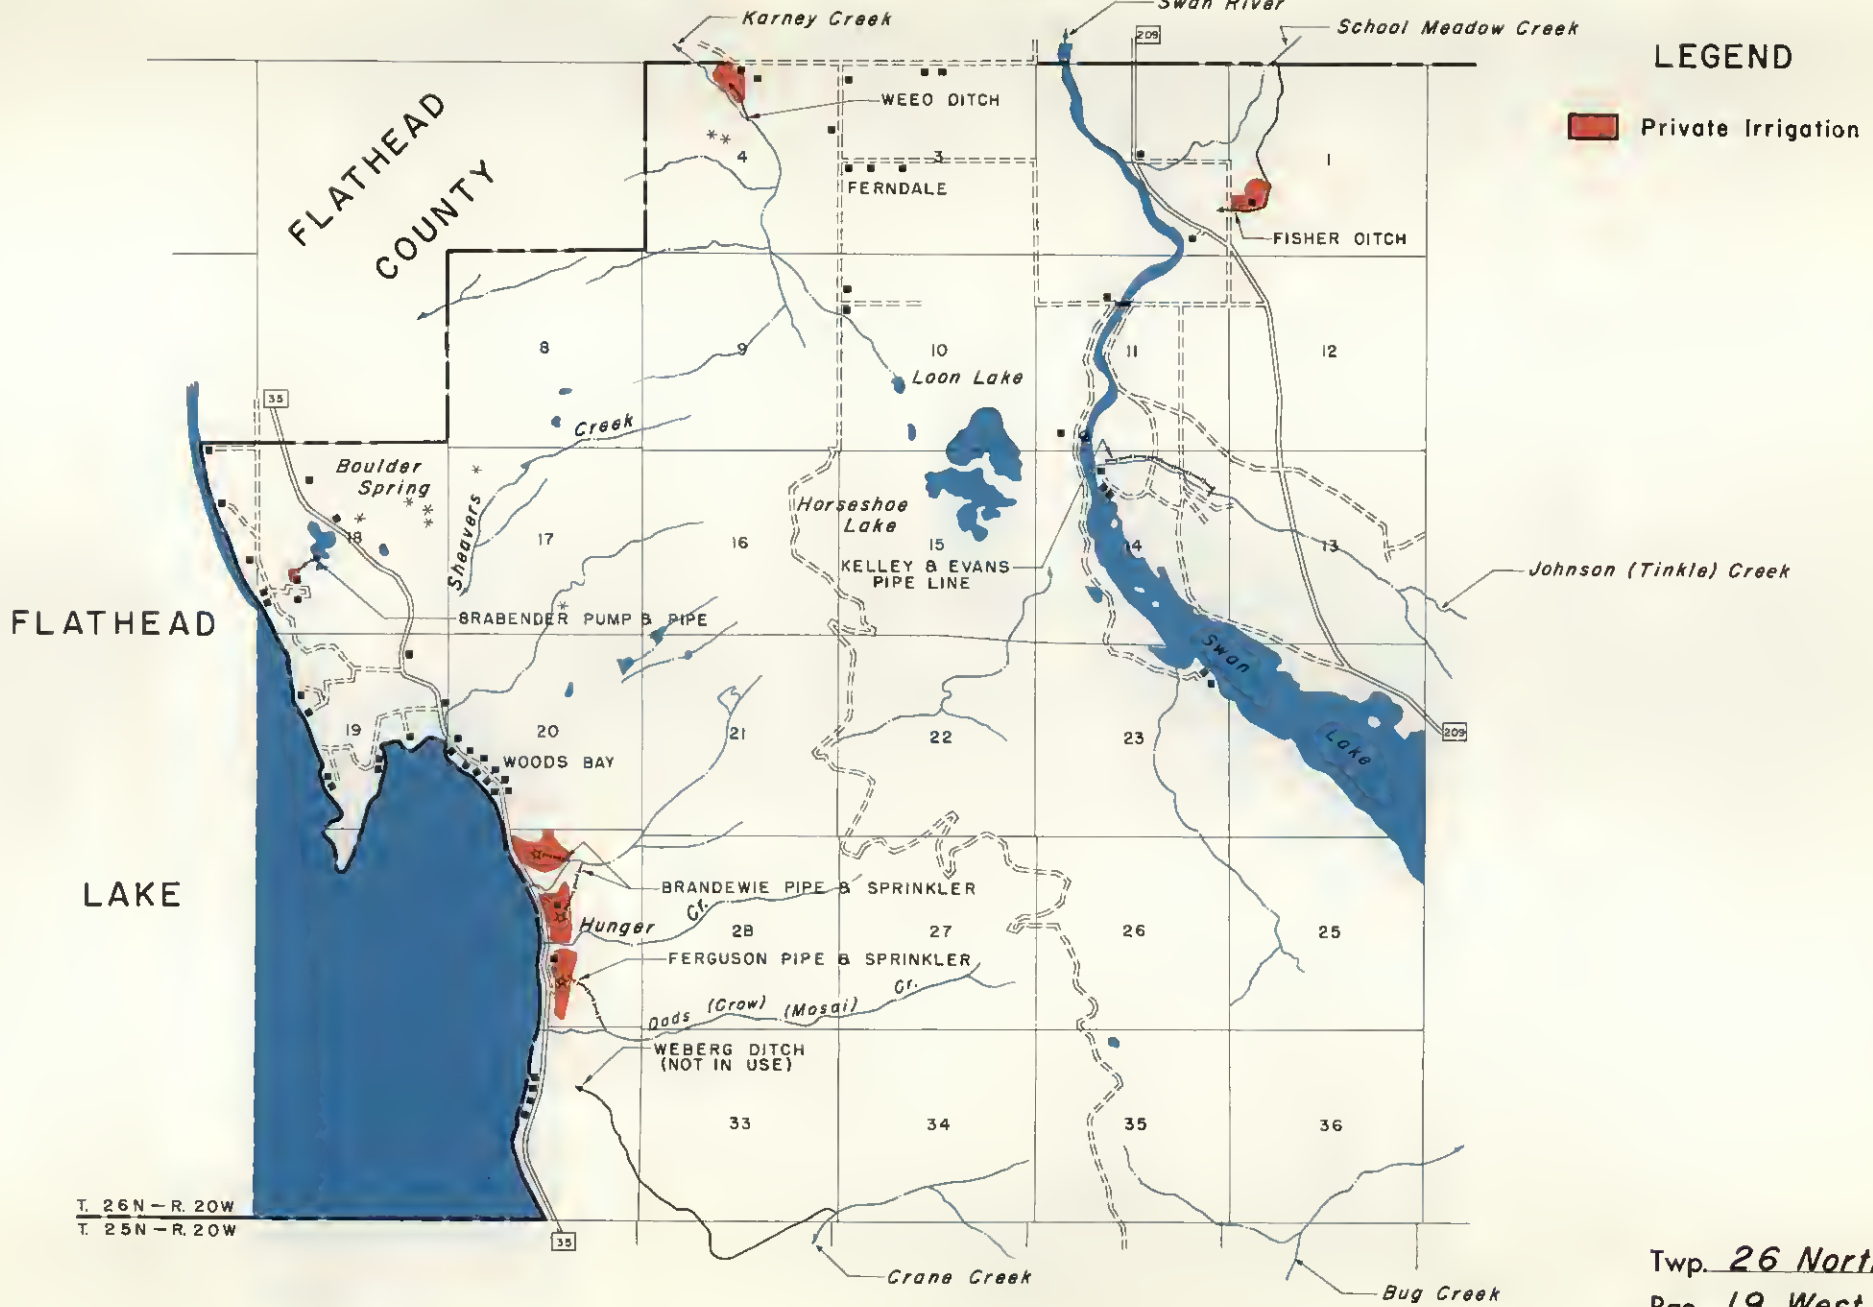 Karney Creek
Swan River
209
School Meadow Creek
LEGEND
Private Irrigation
FLATHEAD
COUNTY
WEED DITCH
4
3
1
FERNDALE
FISHER DITCH
8
9
10
11
12
Loon Lake
35
Creek
Boulder
Spring
Sheavers
Horseshoe
Lake
18
17
16
15
14
13
KELLEY & EVANS
PIPE LINE
Johnson (Tinkle) Creek
FLATHEAD
BRABENDER PUMP & PIPE
Swan
Lake
19
20
21
22
23
209
WOODS BAY
LAKE
BRANDEWIE PIPE & SPRINKLER
Hunger
Cr.
28
27
26
25
FERGUSON PIPE & SPRINKLER
Dads (Crow) (Mosai) Cr.
WEBERG DITCH
(NOT IN USE)
33
34
35
36
T. 26N – R. 20W
T. 25N – R. 20W
35
Crane Creek
Bug Creek
Twp. 26 Nort
Rge. 19 West